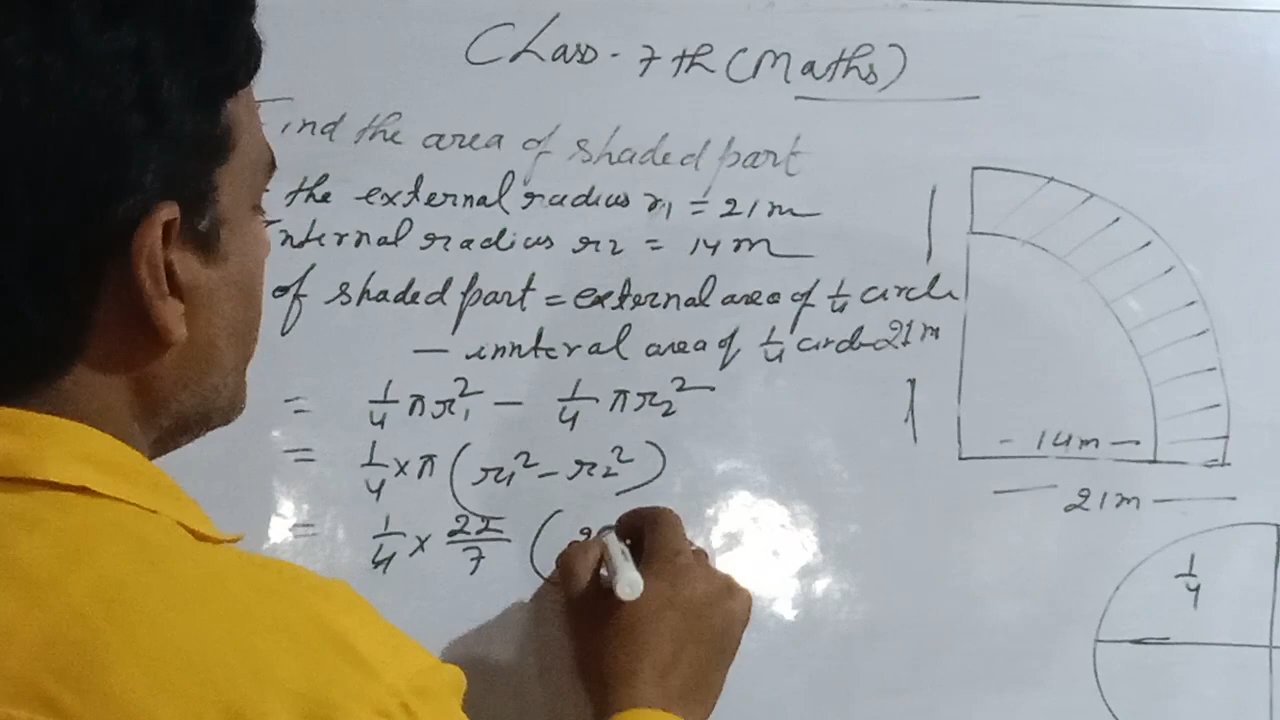 Class-7th (Maths)
Find the area of shaded part
the external radius r₁ = 21m
Internal radius r₂ = 14m
of shaded part = external area of 1/4 circle
- innteral area of 1/4 circle
21m
= 1/4 πr₁² - 1/4 πr₂²
= 1/4 × π (r₁² - r₂²)
= 1/4 × 22/7 (
14m
21m
1/4